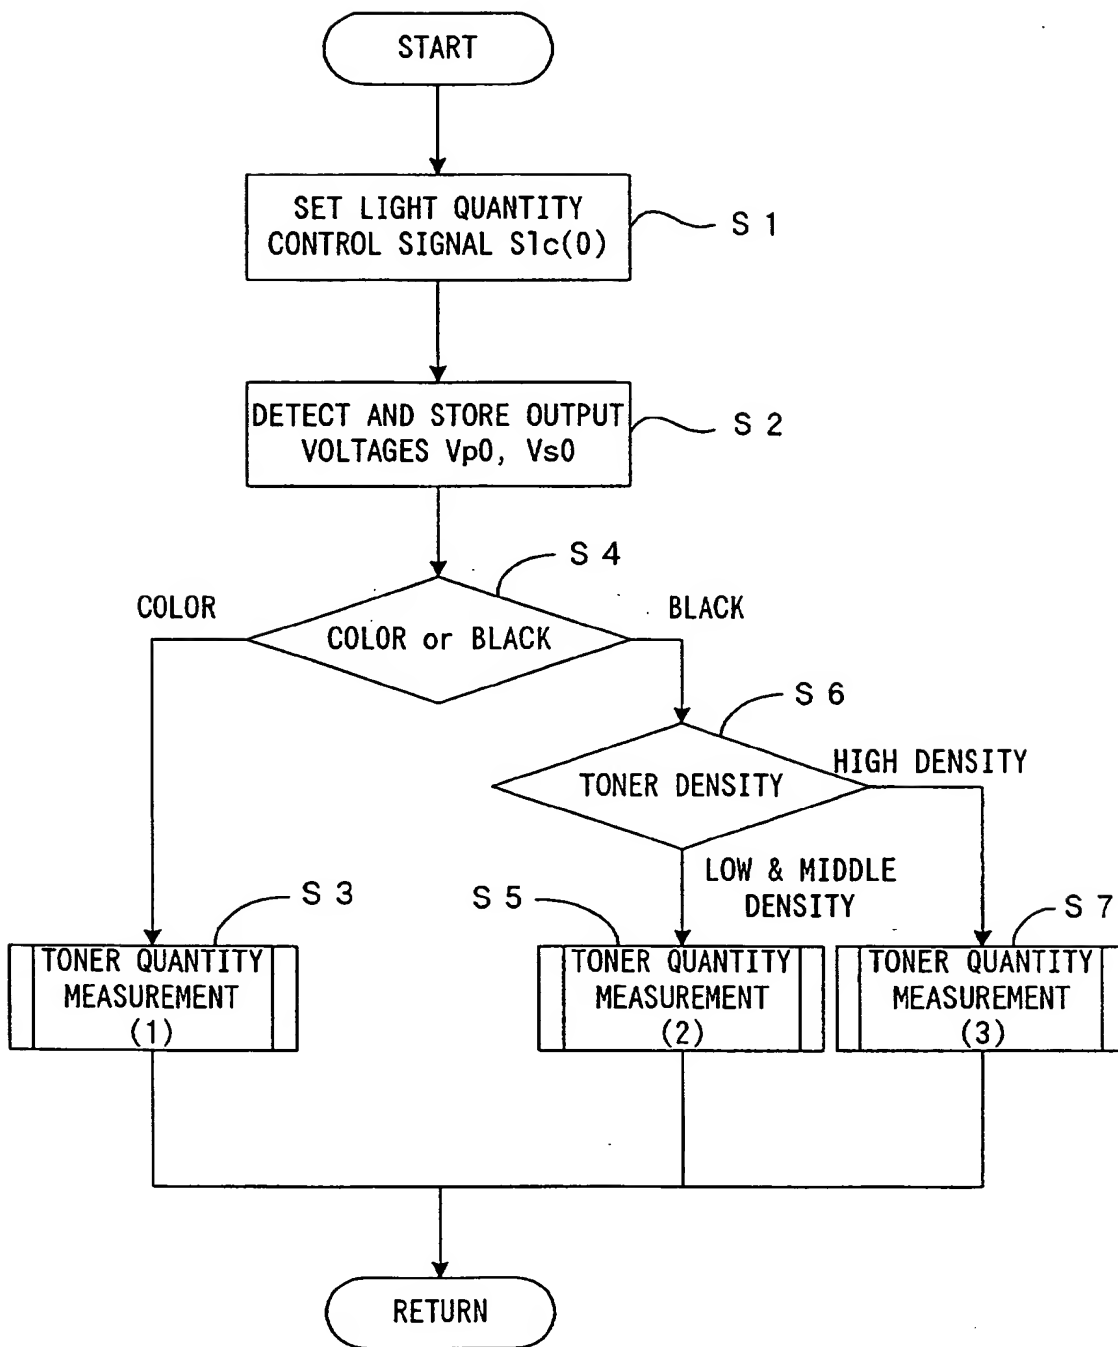 START
SET LIGHT QUANTITY
CONTROL SIGNAL Slc(0)
S 1
DETECT AND STORE OUTPUT
VOLTAGES Vp0, Vs0
S 2
S 4
COLOR
BLACK
COLOR or BLACK
S 6
HIGH DENSITY
TONER DENSITY
LOW & MIDDLE
DENSITY
S 3
S 5
S 7
TONER QUANTITY
MEASUREMENT
(1)
TONER QUANTITY
MEASUREMENT
(2)
TONER QUANTITY
MEASUREMENT
(3)
RETURN